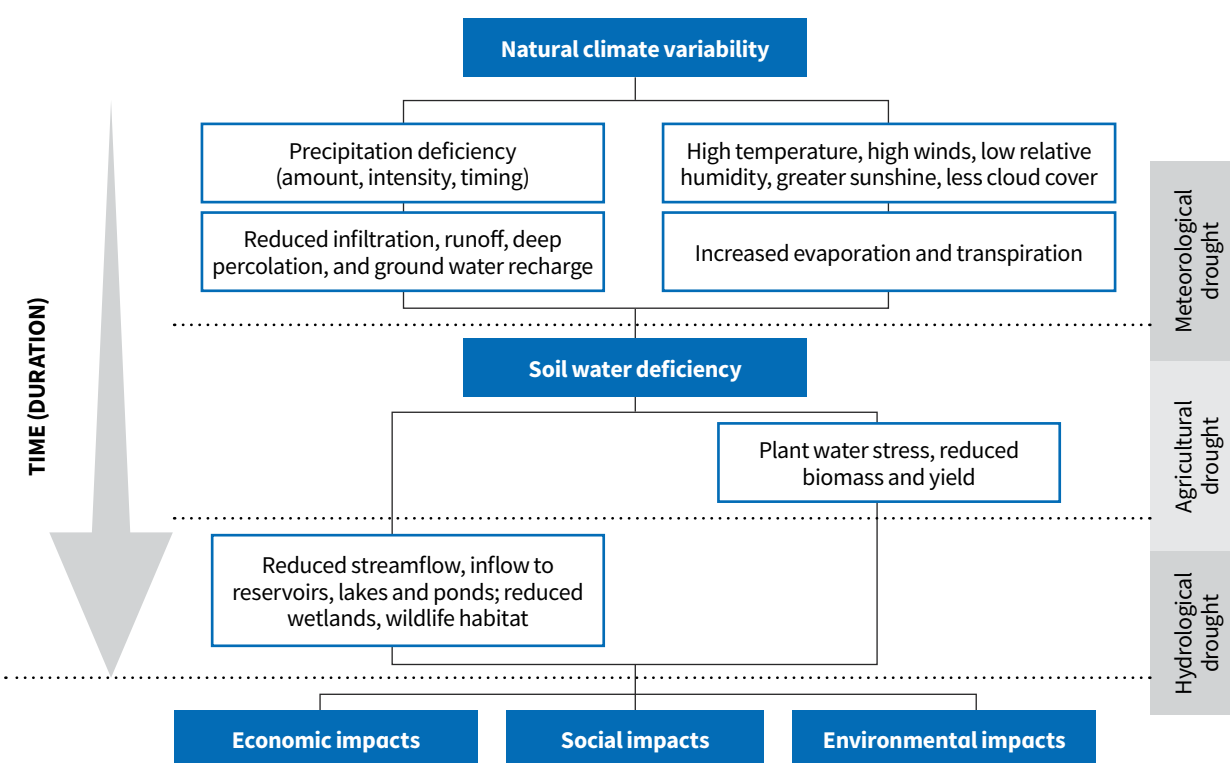 Natural climate variability
Precipitation deficiency
(amount, intensity, timing)
High temperature, high winds, low relative
humidity, greater sunshine, less cloud cover
Reduced infiltration, runoff, deep
percolation, and ground water recharge
Increased evaporation and transpiration
Meteorological
drought
TIME (DURATION)
Soil water deficiency
Plant water stress, reduced
biomass and yield
Agricultural
drought
Reduced streamflow, inflow to
reservoirs, lakes and ponds; reduced
wetlands, wildlife habitat
Hydrological
drought
Economic impacts
Social impacts
Environmental impacts